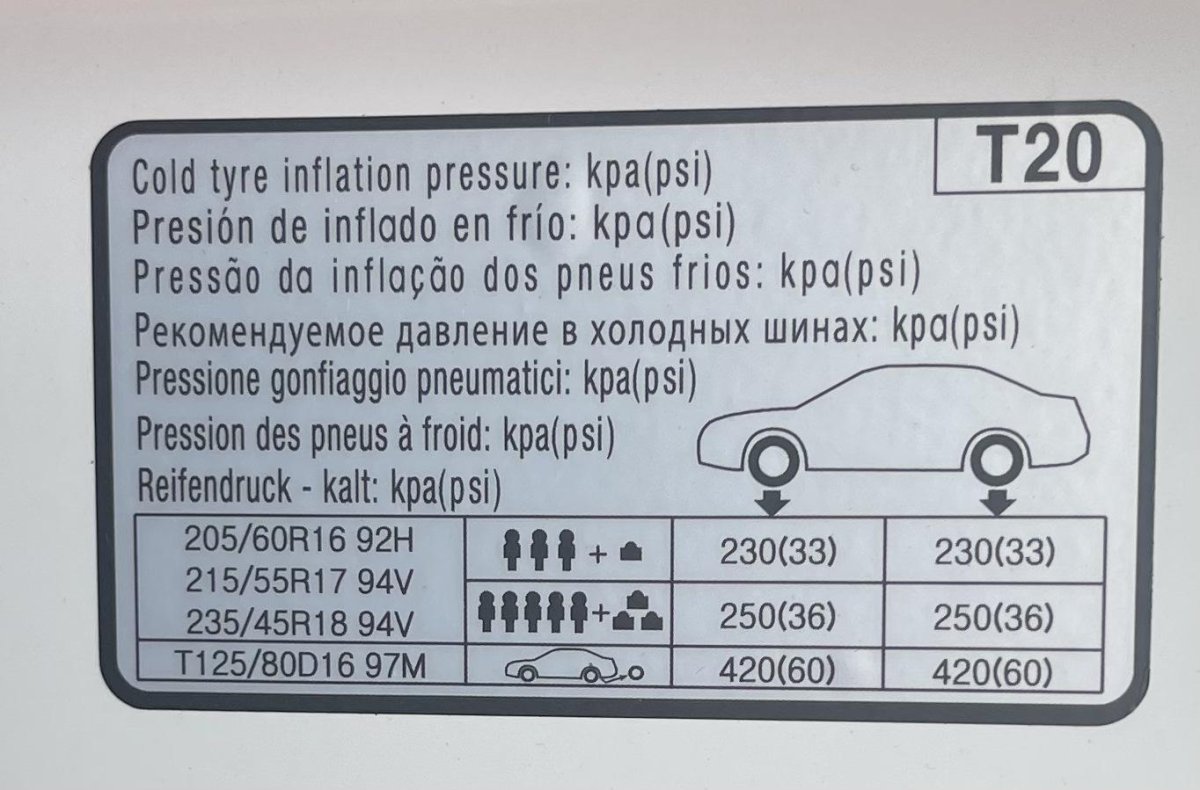 T20
Cold tyre inflation pressure: kpa(psi)
Presión de inflado en frío: kpa(psi)
Pressão da inflação dos pneus frios: kpa(psi)
Рекомендуемое давление в холодных шинах: kpa(psi)
Pressione gonfiaggio pneumatici: kpa(psi)
Pression des pneus à froid: kpa(psi)
Reifendruck - kalt: kpa(psi)
205/60R16 92H
215/55R17 94V
235/45R18 94V
+ 230(33) 230(33)
+ 250(36) 250(36)
T125/80D16 97M 420(60) 420(60)